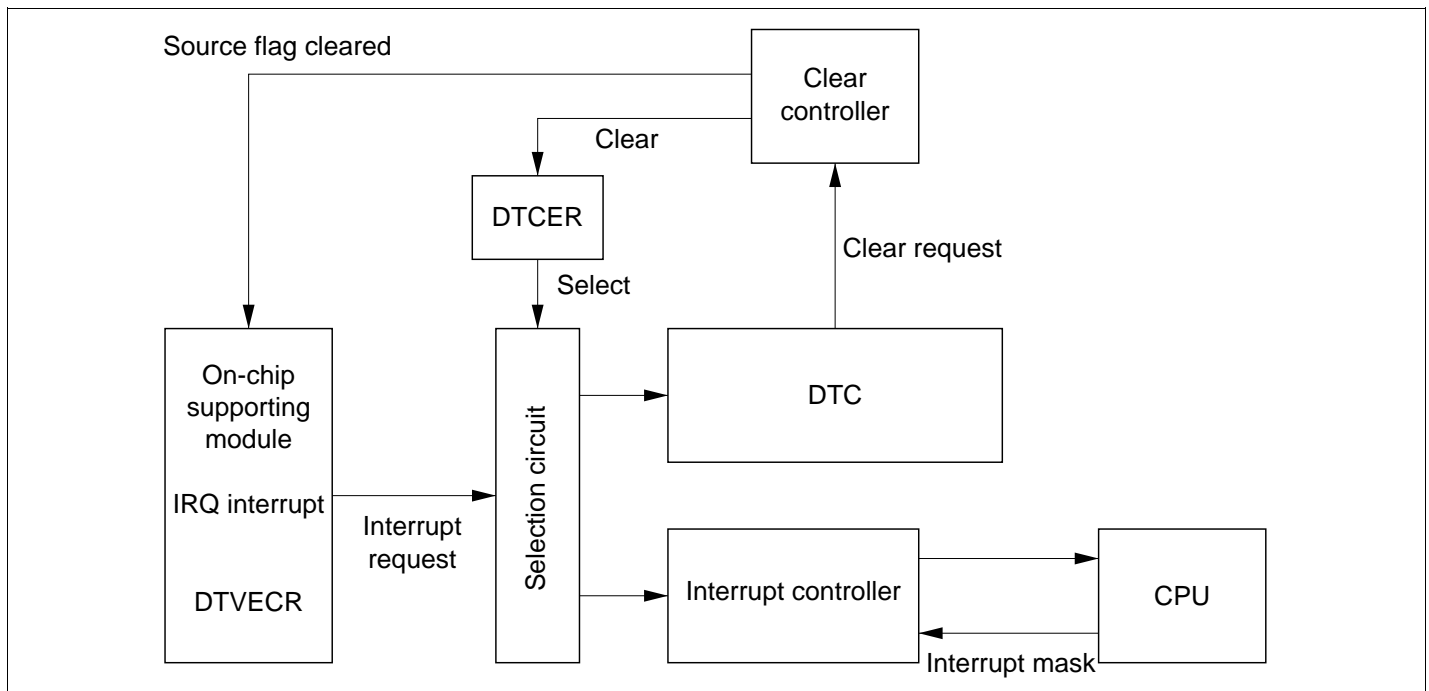 Source flag cleared
Clear
controller
Clear
DTCER
Clear request
Select
On-chip
supporting
module
IRQ interrupt
DTVECR
Interrupt
request
Selection circuit
DTC
Interrupt controller
CPU
Interrupt mask